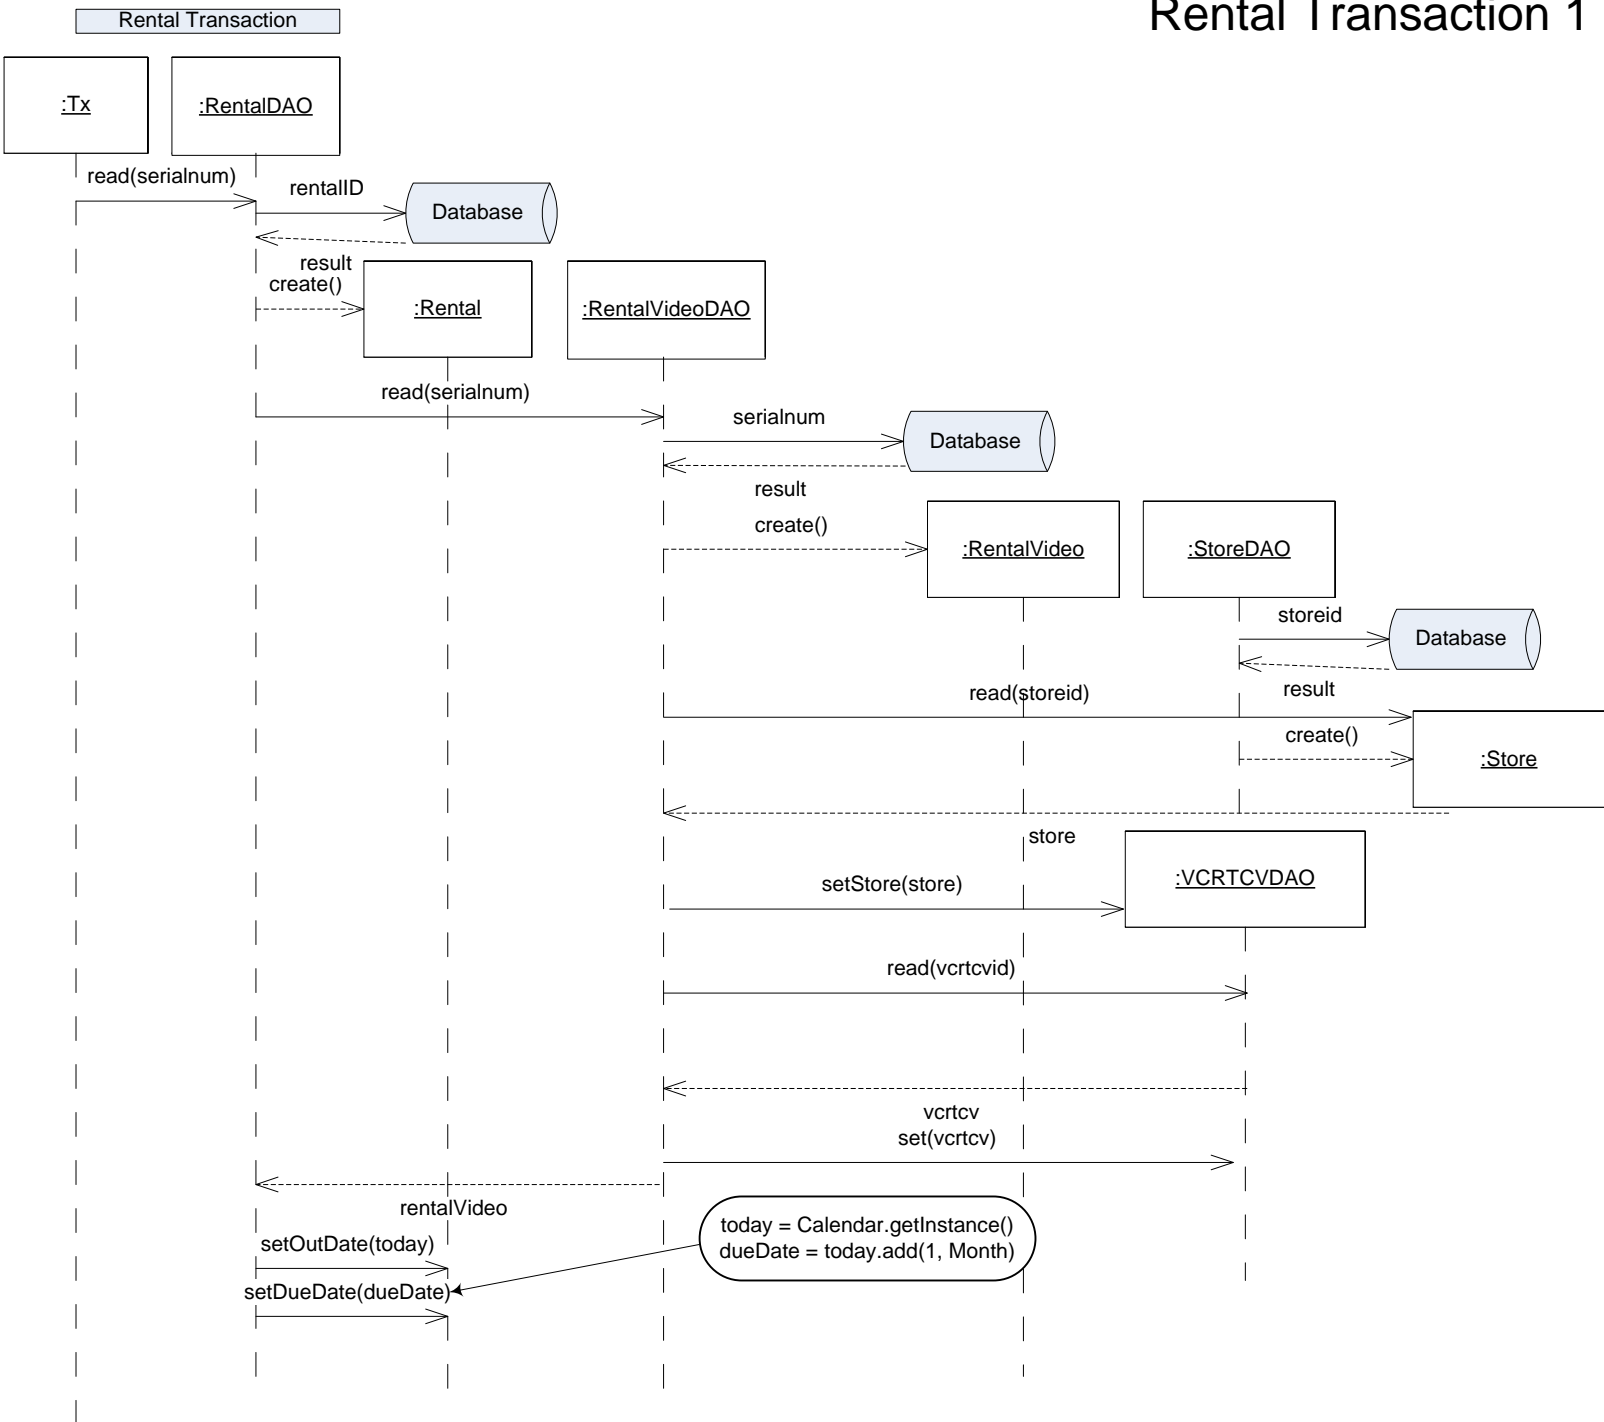 Rental Transaction 1
Rental Transaction
:Tx
:RentalDAO
read(serialnum)
rentalID
Database
result
create()
:Rental
:RentalVideoDAO
read(serialnum)
serialnum
Database
result
create()
:RentalVideo
:StoreDAO
storeid
Database
result
read(storeid)
create()
:Store
store
:VCRTCVDAO
setStore(store)
read(vcrtcvid)
vcrtcv
set(vcrtcv)
rentalVideo
today = Calendar.getInstance()
dueDate = today.add(1, Month)
setOutDate(today)
setDueDate(dueDate)